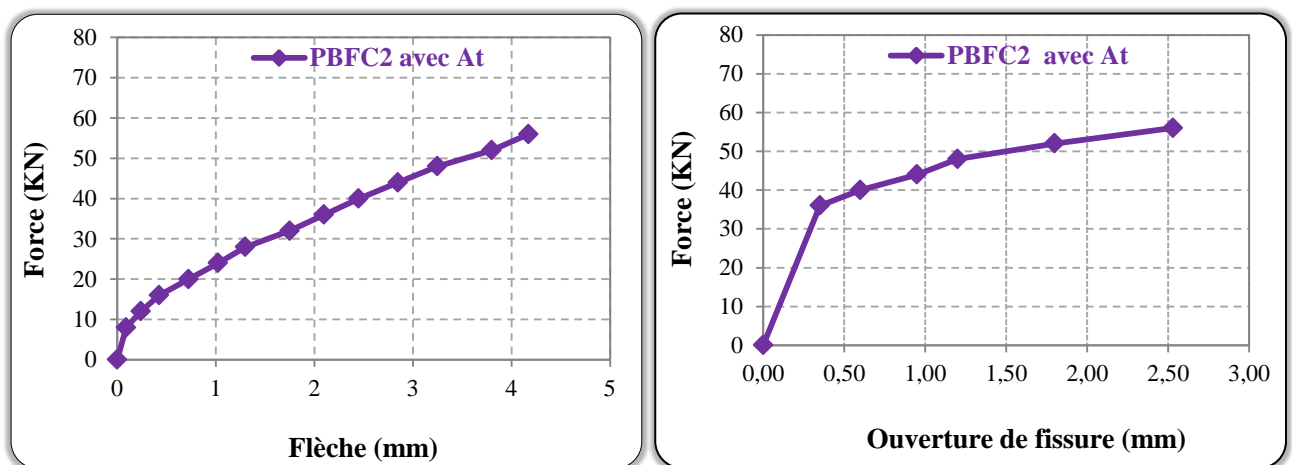 PBFC2 avec At
Force (KN)
80
70
60
50
40
30
20
10
0
0 1 2 3 4 5
Flèche (mm)
PBFC2 avec At
Force (KN)
80
70
60
50
40
30
20
10
0
0,00 0,50 1,00 1,50 2,00 2,50 3,00
Ouverture de fissure (mm)